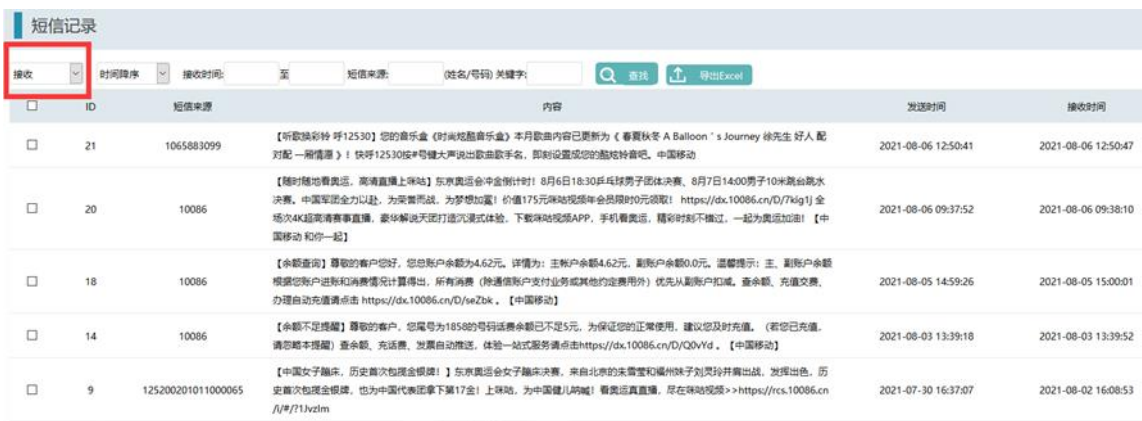 短信记录
接收 时间降序 接收时间: 至 短信来源: (姓名/号码) 关键字: 查找 导出Excel
ID 短信来源 内容 发送时间 接收时间
【听歌换彩铃 呼12530】您的音乐盒《时尚炫酷音乐盒》本月歌曲内容已更新为《 春夏秋冬 A Balloon ' s Journey 徐先生 好人 配
21 1065883099 2021-08-06 12:50:41 2021-08-06 12:50:47
对配 一厢情愿 》！快呼12530按#号键大声说出歌曲歌手名，即刻设置成您的酷炫铃音吧。中国移动
【随时随地看奥运，高清直播上咪咕】东京奥运会冲金倒计时！8月6日18:30乒乓球男子团体决赛、8月7日14:00男子10米跳台跳水
决赛。中国军团全力以赴，为荣誉而战，为梦想加冕！价值175元咪咕视频年会员限时0元领取！ https://dx.10086.cn/D/7kig1j 全
20 10086 2021-08-06 09:37:52 2021-08-06 09:38:10
场次4K超高清赛事直播，豪华解说天团打造沉浸式体验，下载咪咕视频APP，手机看奥运，精彩时刻不错过，一起为奥运加油！【中
国移动 和你一起】
【余额查询】尊敬的客户您好，您总账户余额为4.62元。详情为：主帐户余额4.62元，副账户余额0.0元。温馨提示：主、副账户余额
18 10086 根据您账户进账和消费情况计算得出，所有消费（除通信账户支付业务或其他约定费用外）优先从副账户扣减。查余额、充值交费、 2021-08-05 14:59:26 2021-08-05 15:00:01
办理自动充值请点击 https://dx.10086.cn/D/seZbk 。【中国移动】
【余额不足提醒】尊敬的客户，您尾号为1858的号码话费余额已不足5元，为保证您的正常使用，建议您及时充值。（若您已充值，
14 10086 2021-08-03 13:39:18 2021-08-03 13:39:52
请忽略本提醒）查余额、充话费、发票自动推送，体验一站式服务请点击https://dx.10086.cn/D/Q0vYd 。【中国移动】
【中国女子蹦床，历史首次包揽金银牌！】东京奥运会女子蹦床决赛，来自北京的朱雪莹和福州妹子刘灵玲并肩出战，发挥出色，历
9 125200201011000065 史首次包揽金银牌，也为中国代表团拿下第17金！上咪咕，为中国健儿呐喊！看奥运真直播，尽在咪咕视频>>https://rcs.10086.cn 2021-07-30 16:37:07 2021-08-02 16:08:53
/i/#/?1Jvzlm